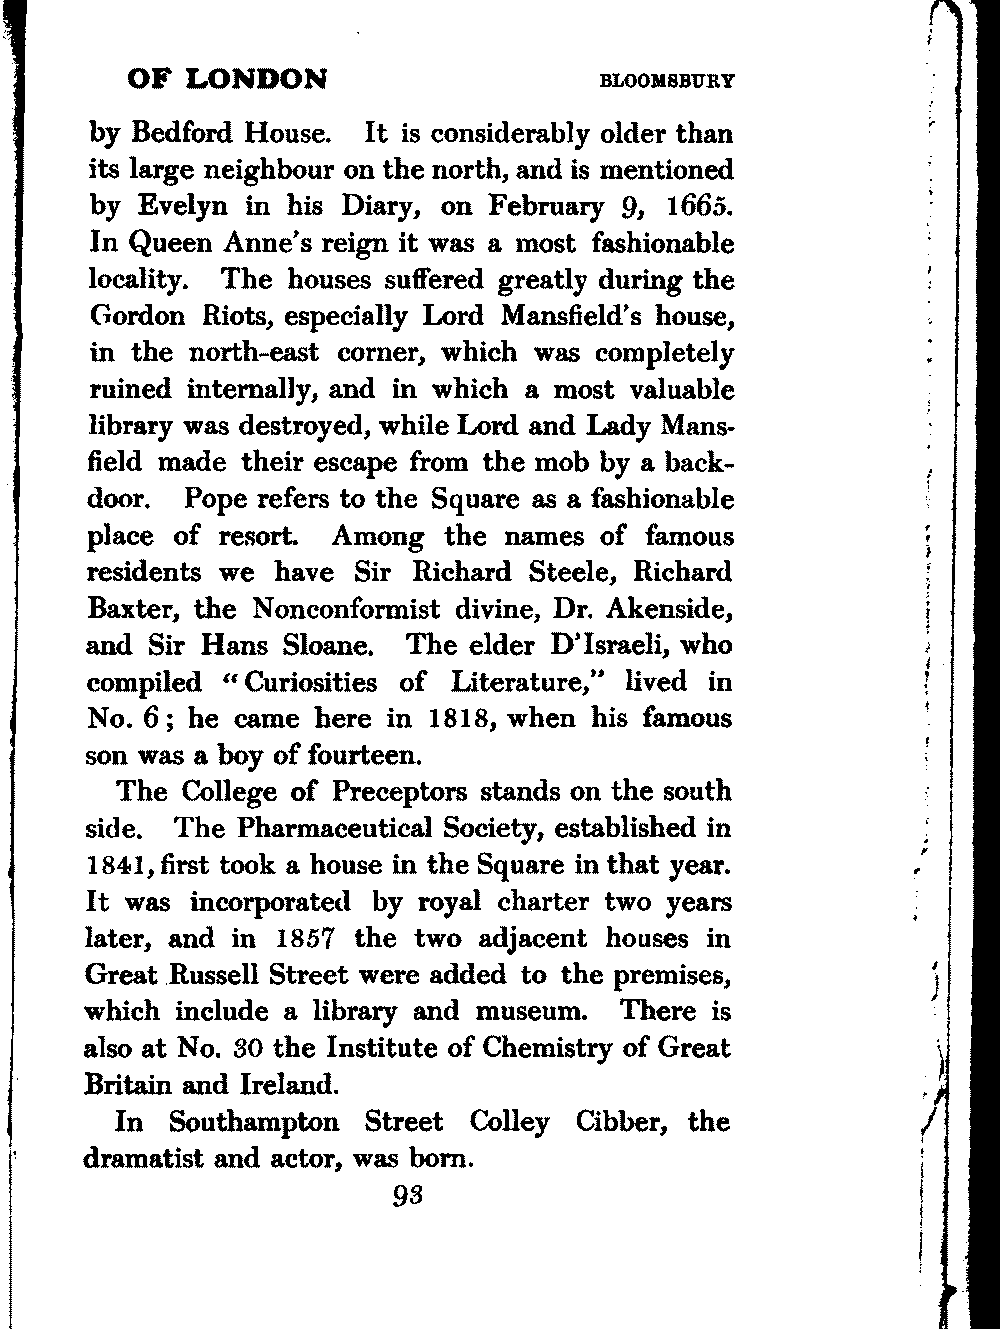 OF LONDON BLOOMSBURY
by Bedford House. It is considerably older than
its large neighbour on the north, and is mentioned
by Evelyn in his Diary, on February 9, 1665.
In Queen Anne's reign it was a most fashionable
locality. The houses suffered greatly during the
Gordon Riots, especially Lord Mansfield's house,
in the north-east corner, which was completely
ruined internally, and in which a most valuable
library was destroyed, while Lord and Lady Mans-
field made their escape from the mob by a back-
door. Pope refers to the Square as a fashionable
place of resort. Among the names of famous
residents we have Sir Richard Steele, Richard
Baxter, the Nonconformist divine, Dr. Akenside,
and Sir Hans Sloane. The elder D'Israeli, who
compiled "Curiosities of Literature," lived in
No. 6; he came here in 1818, when his famous
son was a boy of fourteen.
The College of Preceptors stands on the south
side. The Pharmaceutical Society, established in
1841, first took a house in the Square in that year.
It was incorporated by royal charter two years
later, and in 1857 the two adjacent houses in
Great Russell Street were added to the premises,
which include a library and museum. There is
also at No. 30 the Institute of Chemistry of Great
Britain and Ireland.
In Southampton Street Colley Cibber, the
dramatist and actor, was born.
93